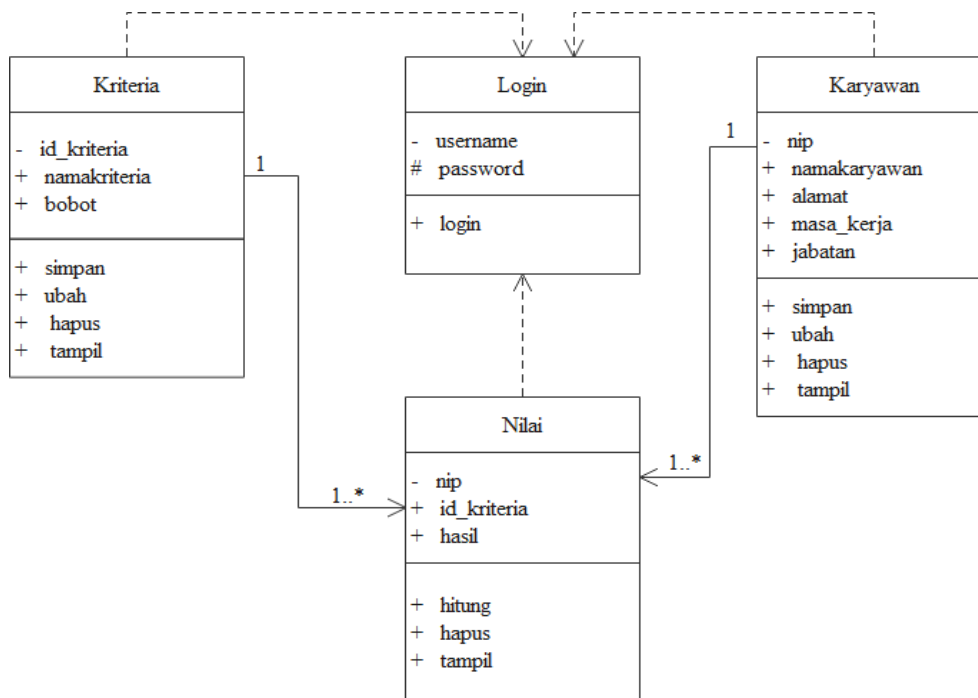 Kriteria
- id_kriteria
+ namakriteria
+ bobot
+ simpan
+ ubah
+ hapus
+ tampil
1
1..*
Login
- username
# password
+ login
Karyawan
- nip
+ namakaryawan
+ alamat
+ masa_kerja
+ jabatan
+ simpan
+ ubah
+ hapus
+ tampil
1
1..*
Nilai
- nip
+ id_kriteria
+ hasil
+ hitung
+ hapus
+ tampil